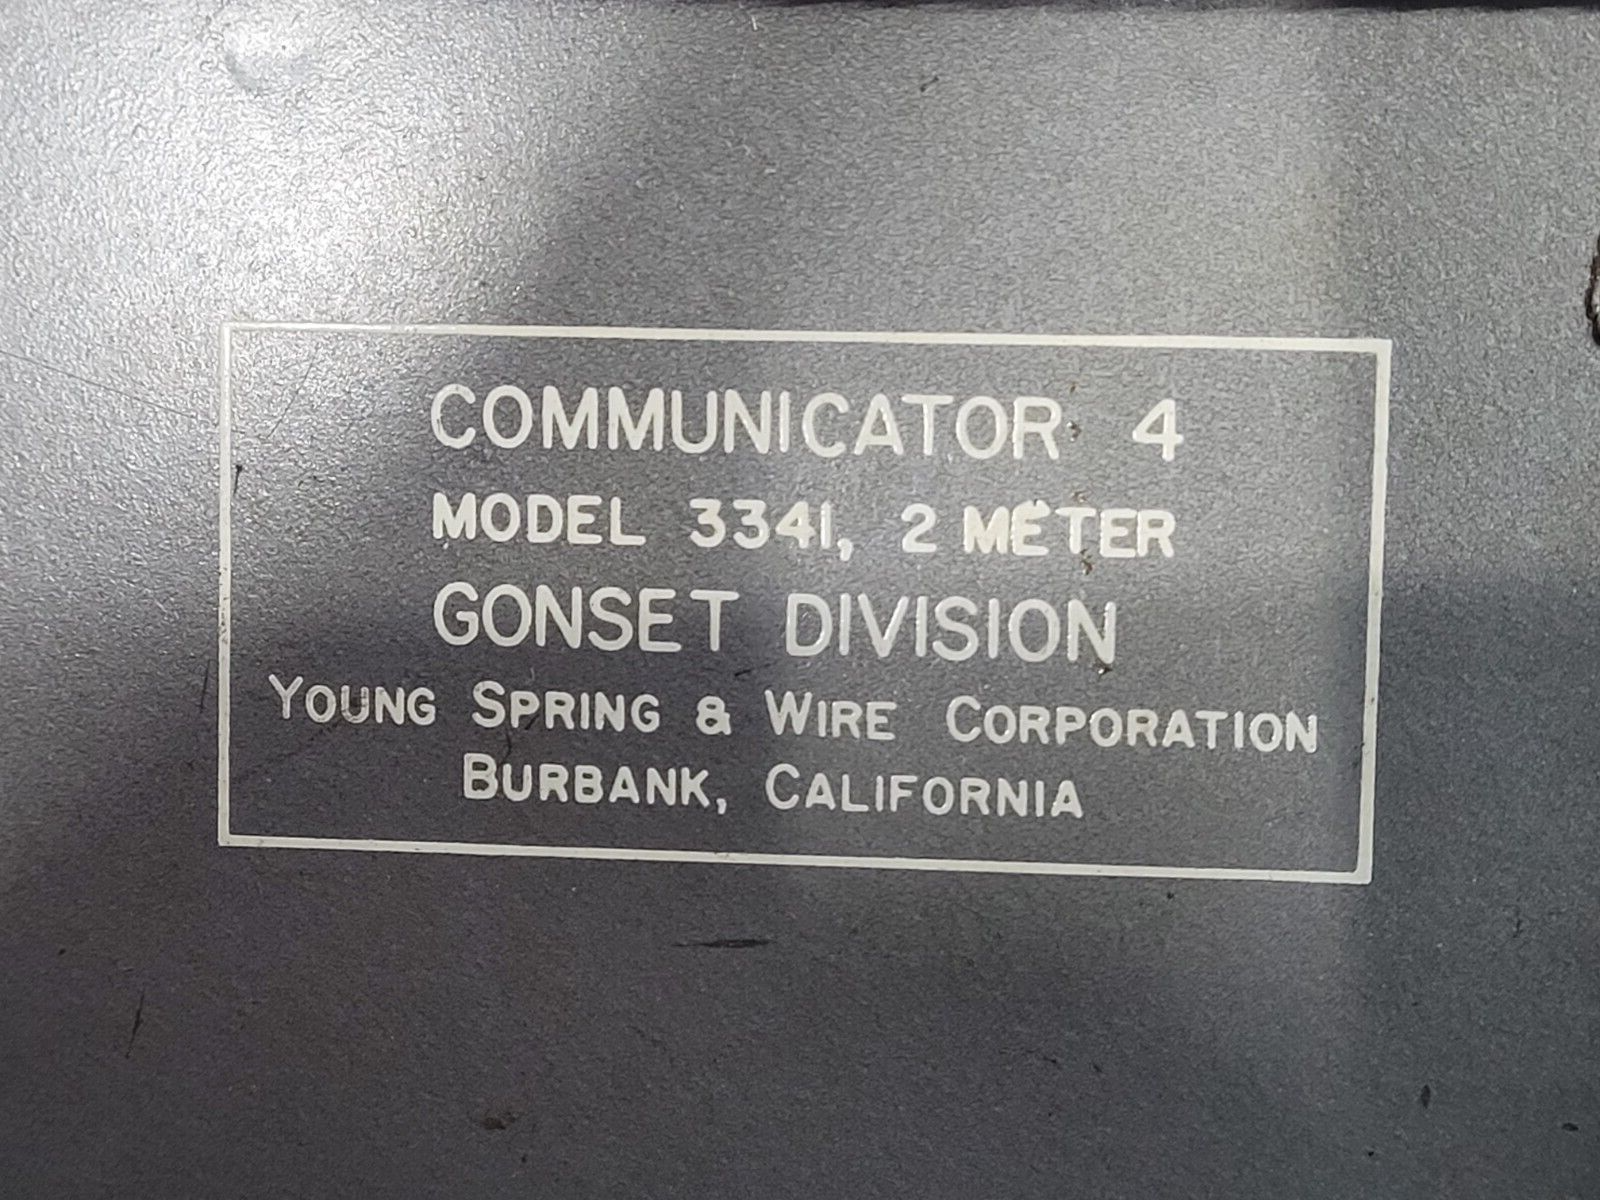 COMMUNICATOR 4
MODEL 3341, 2 METER
GONSET DIVISION
YOUNG SPRING & WIRE CORPORATION
BURBANK, CALIFORNIA